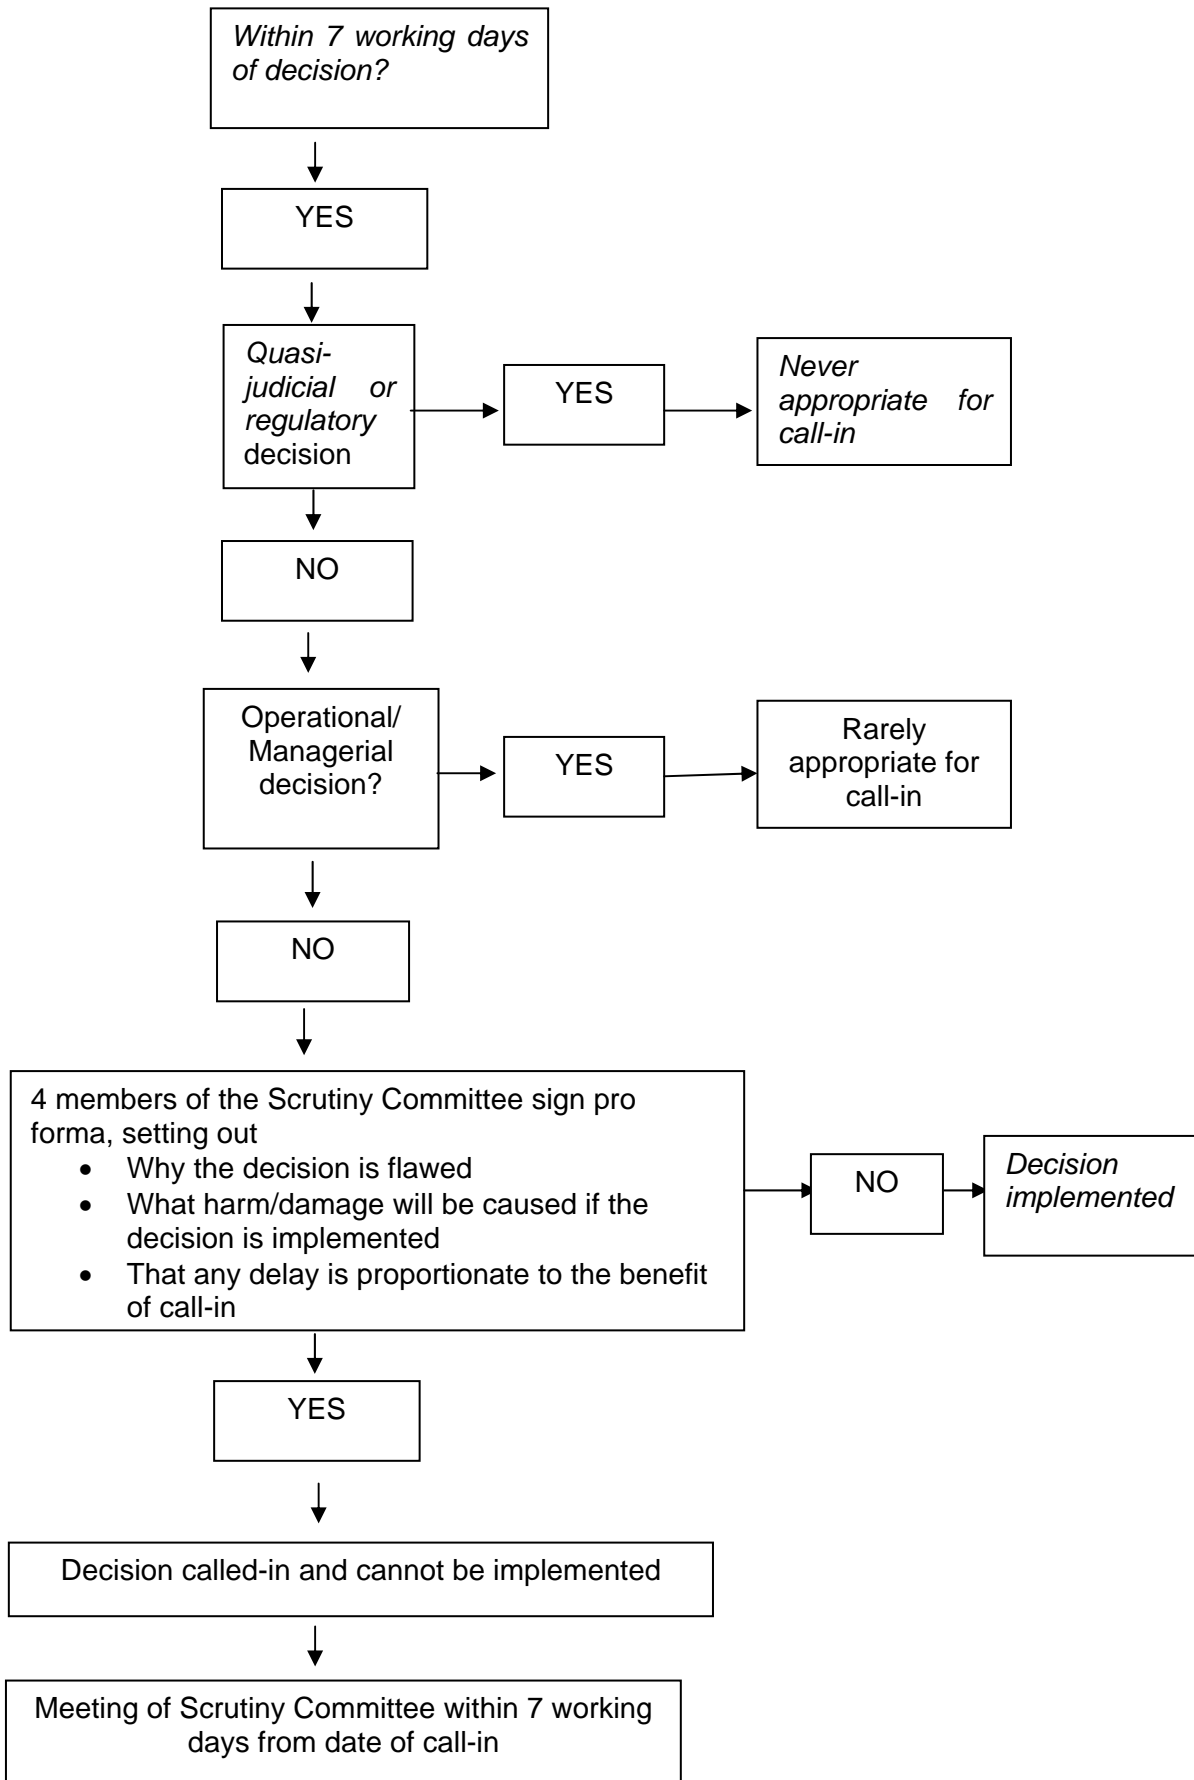 Within 7 working days
of decision?
YES
Quasi-
judicial or
regulatory
decision
YES
Never
appropriate for
call-in
NO
Operational/
Managerial
decision?
YES
Rarely
appropriate for
call-in
NO
4 members of the Scrutiny Committee sign pro
forma, setting out
• Why the decision is flawed
• What harm/damage will be caused if the
decision is implemented
• That any delay is proportionate to the benefit
of call-in
NO
Decision
implemented
YES
Decision called-in and cannot be implemented
Meeting of Scrutiny Committee within 7 working
days from date of call-in